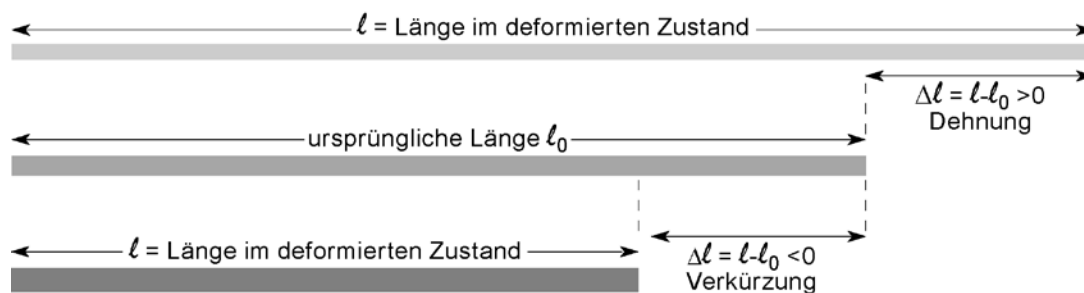 ℓ = Länge im deformierten Zustand
Δℓ = ℓ-ℓ₀ >0
Dehnung
ursprüngliche Länge ℓ₀
ℓ = Länge im deformierten Zustand
Δℓ = ℓ-ℓ₀ <0
Verkürzung